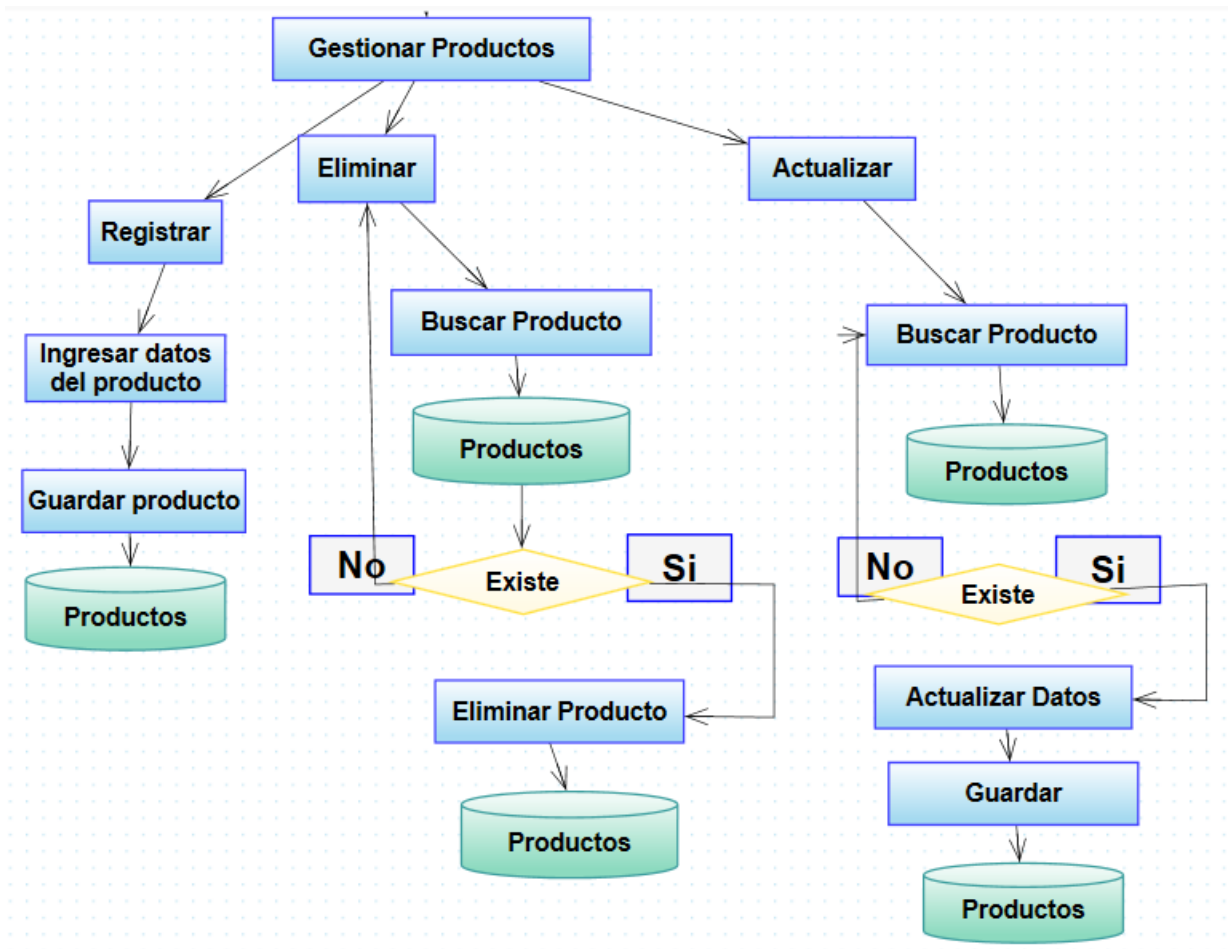 Gestionar Productos
Eliminar
Actualizar
Registrar
Buscar Producto
Buscar Producto
Ingresar datos
del producto
Productos
Productos
Guardar producto
No
Existe
Si
No
Existe
Si
Productos
Eliminar Producto
Actualizar Datos
Guardar
Productos
Productos